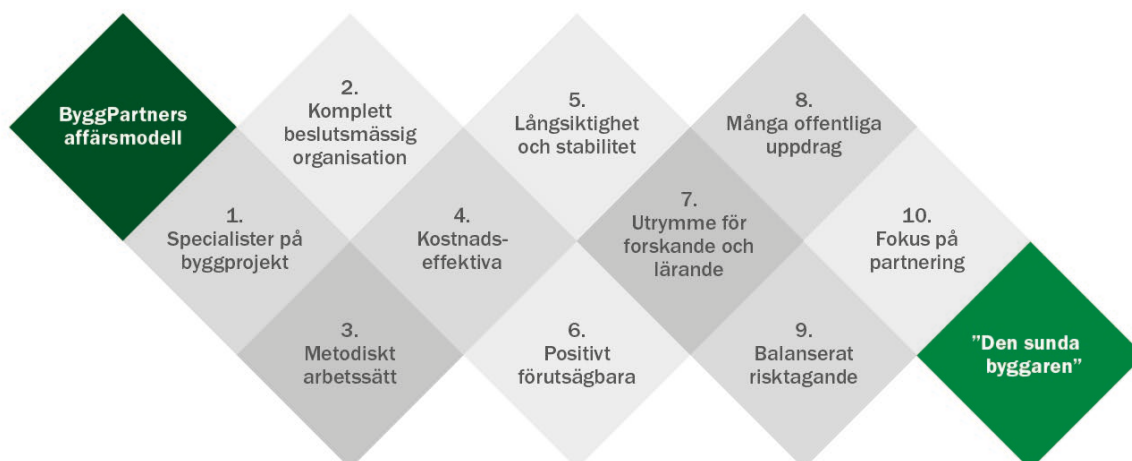 ByggPartners
affärsmodell
1.
Specialister på
byggprojekt
2.
Komplett
beslutsmässig
organisation
3.
Metodiskt
arbetssätt
4.
Kostnads-
effektiva
5.
Långsiktighet
och stabilitet
6.
Positivt
förutsägbara
7.
Utrymme för
forskande och
lärande
8.
Många offentliga
uppdrag
9.
Balanserat
risktagande
10.
Fokus på
partnering
”Den sunda
byggaren”